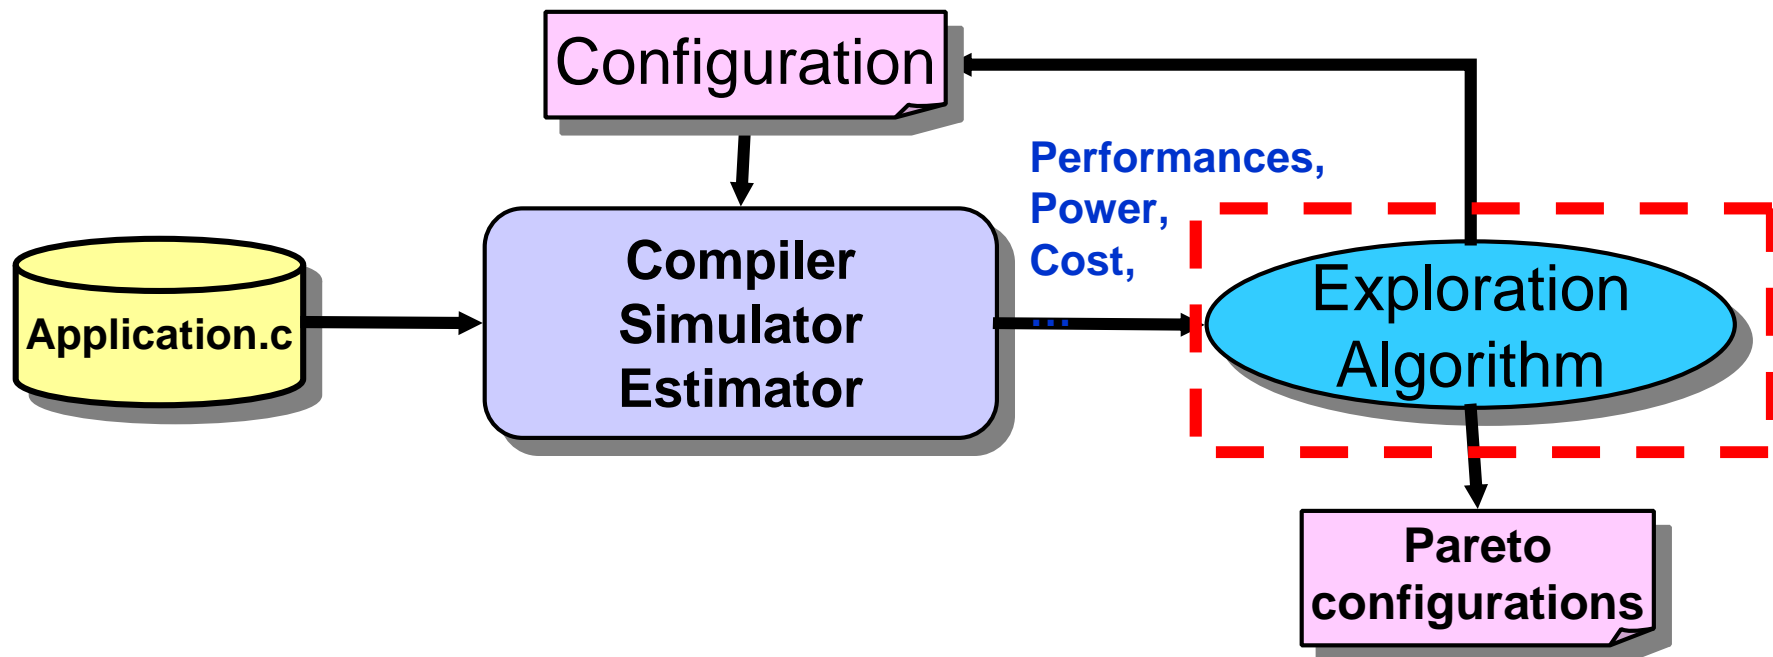 Configuration
Performances,
Power,
Cost,
...
Application.c
Compiler
Simulator
Estimator
Exploration
Algorithm
Pareto
configurations